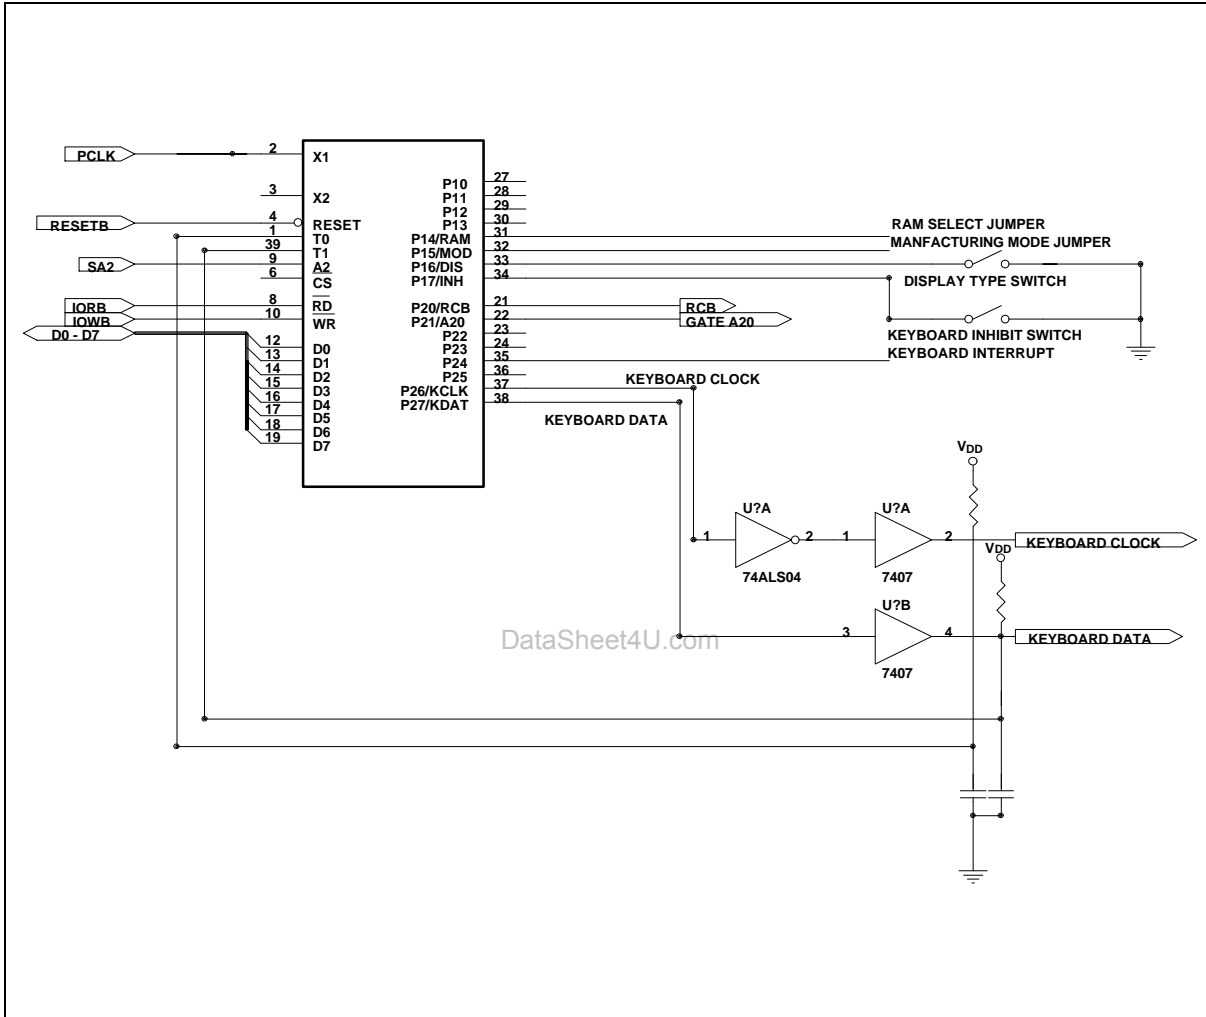 PCLK
2
X1
3
X2
RESETB
4
RESET
1
T0
39
T1
SA2
9
A2
6
CS
IORB
8
RD
IOWB
10
WR
D0 - D7
12
D0
13
D1
14
D2
15
D3
16
D4
17
D5
18
D6
19
D7
P10
27
P11
28
P12
29
P13
30
P14/RAM
31
RAM SELECT JUMPER
P15/MOD
32
MANFACTURING MODE JUMPER
P16/DIS
33
P17/INH
34
DISPLAY TYPE SWITCH
P20/RCB
21
RCB
P21/A20
22
GATE A20
P22
23
P23
24
KEYBOARD INHIBIT SWITCH
P24
35
KEYBOARD INTERRUPT
P25
36
P26/KCLK
37
KEYBOARD CLOCK
P27/KDAT
38
KEYBOARD DATA
VDD
U?A
U?A
1
2
1
2
KEYBOARD CLOCK
74ALS04
7407
VDD
U?B
3
4
KEYBOARD DATA
7407
DataSheet4U.com